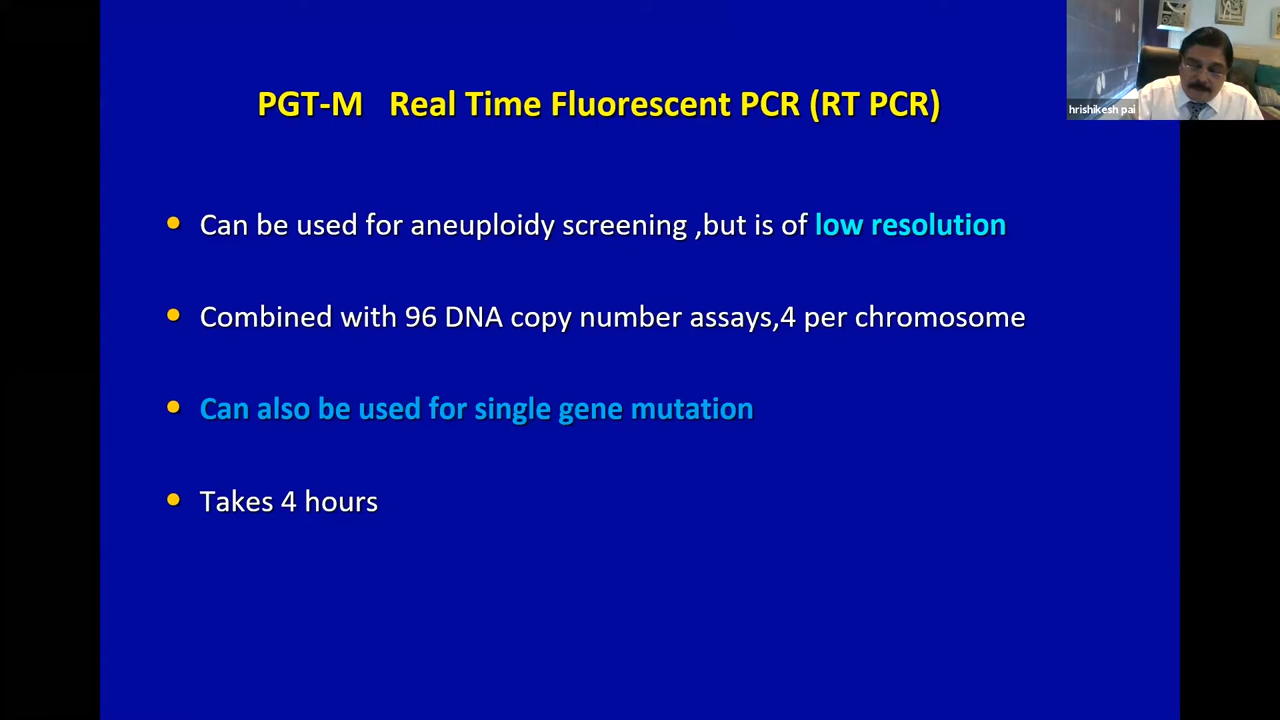 PGT-M Real Time Fluorescent PCR (RT PCR)
hrishikesh pai
Can be used for aneuploidy screening ,but is of low resolution
Combined with 96 DNA copy number assays,4 per chromosome
Can also be used for single gene mutation
Takes 4 hours